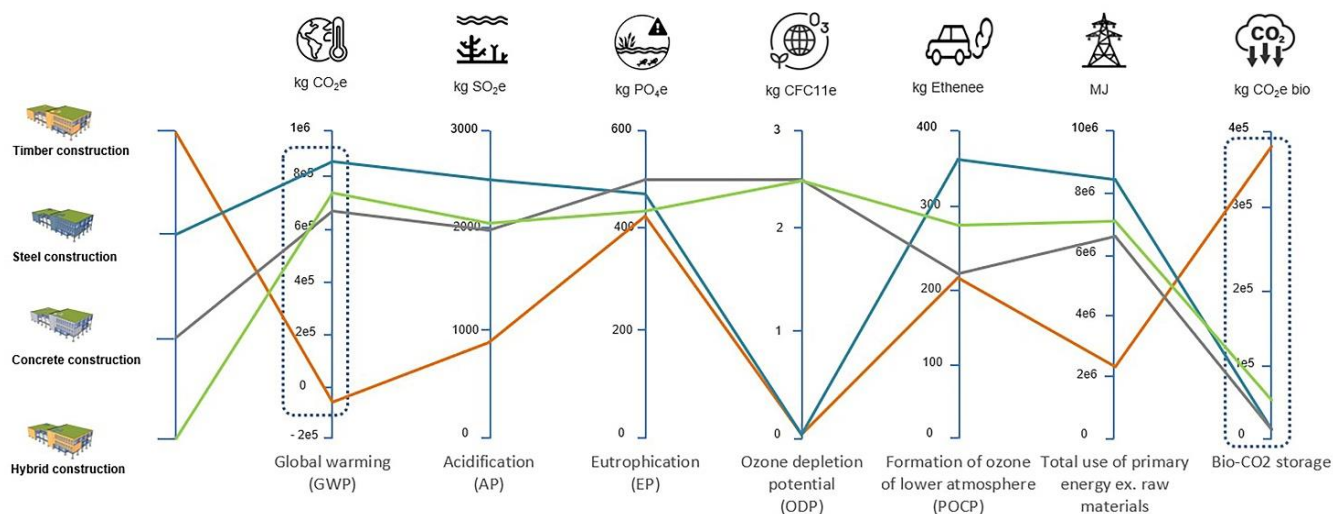 O₃
CO₂
kg CO₂e
kg SO₂e
kg PO₄e
kg CFC11e
kg Ethenee
MJ
kg CO₂e bio
Timber construction
Steel construction
Concrete construction
Hybrid construction
1e6
8e5
6e5
4e5
2e5
0
- 2e5
3000
2000
1000
0
600
400
200
0
3
2
1
0
400
300
200
100
0
10e6
8e6
6e6
4e6
2e6
0
4e5
3e5
2e5
1e5
0
Global warming
(GWP)
Acidification
(AP)
Eutrophication
(EP)
Ozone depletion
potential
(ODP)
Formation of ozone
of lower atmosphere
(POCP)
Total use of primary
energy ex. raw
materials
Bio-CO2 storage